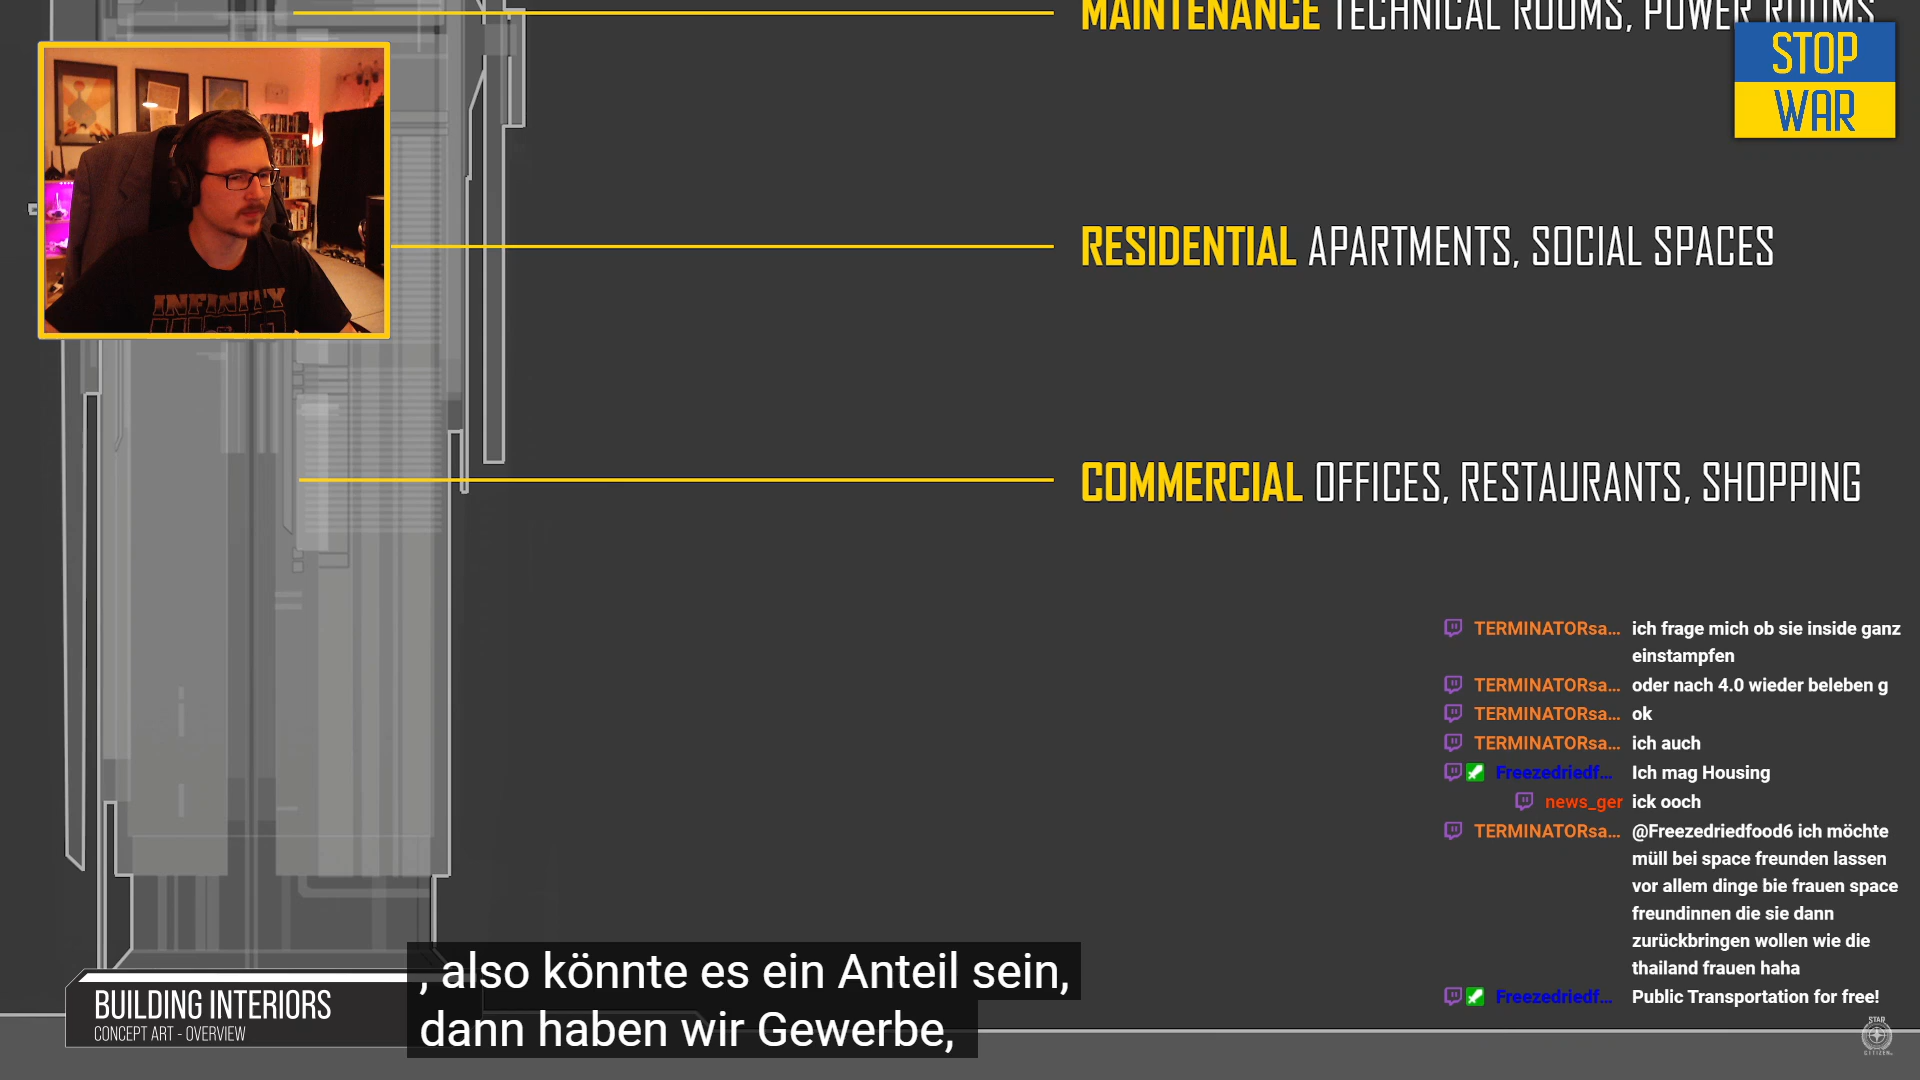 MAINTENANCE TECHNICAL ROOMS, POWER ROOMS
STOP
WAR
INFINITY
RESIDENTIAL APARTMENTS, SOCIAL SPACES
COMMERCIAL OFFICES, RESTAURANTS, SHOPPING
TERMINATORsa... ich frage mich ob sie inside ganz
einstampfen
TERMINATORsa... oder nach 4.0 wieder beleben g
TERMINATORsa... ok
TERMINATORsa... ich auch
Freezedriedf... Ich mag Housing
news_ger ick ooch
TERMINATORsa... @Freezedriedfood6 ich möchte
müll bei space freunden lassen
vor allem dinge bie frauen space
freundinnen die sie dann
zurückbringen wollen wie die
thailand frauen haha
Freezedriedf... Public Transportation for free!
, also könnte es ein Anteil sein,
dann haben wir Gewerbe,
BUILDING INTERIORS
CONCEPT ART - OVERVIEW
STAR
CITIZEN